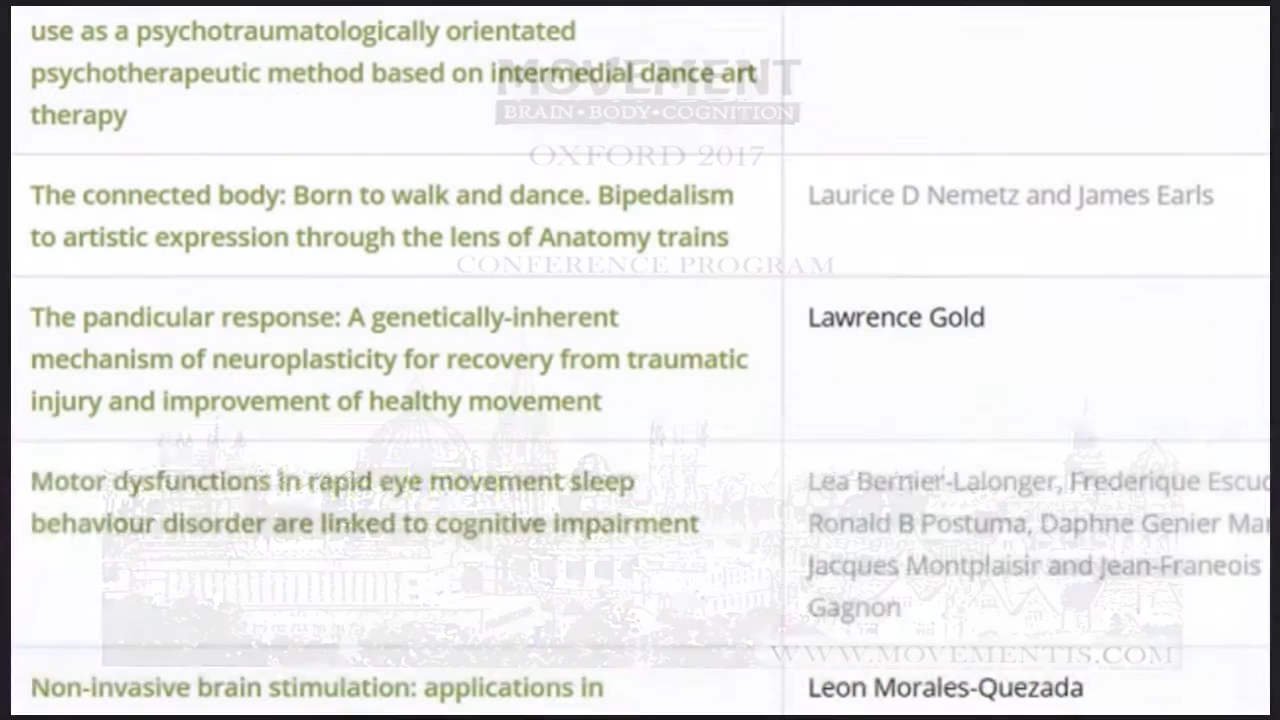 use as a psychotraumatologically orientated
psychotherapeutic method based on intermedial dance art
therapy
MOVEMENT
BRAIN•BODY•COGNITION
OXFORD 2017
The connected body: Born to walk and dance. Bipedalism
to artistic expression through the lens of Anatomy trains
Laurice D Nemetz and James Earls
CONFERENCE PROGRAM
The pandicular response: A genetically-inherent
mechanism of neuroplasticity for recovery from traumatic
injury and improvement of healthy movement
Lawrence Gold
Motor dysfunctions in rapid eye movement sleep
behaviour disorder are linked to cognitive impairment
Lea Bernier-Lalonger, Frederique Escud
Ronald B Postuma, Daphne Genier Mar
Jacques Montplaisir and Jean-Franeois
Gagnon
WWW.MOVEMENTIS.COM
Non-invasive brain stimulation: applications in
Leon Morales-Quezada